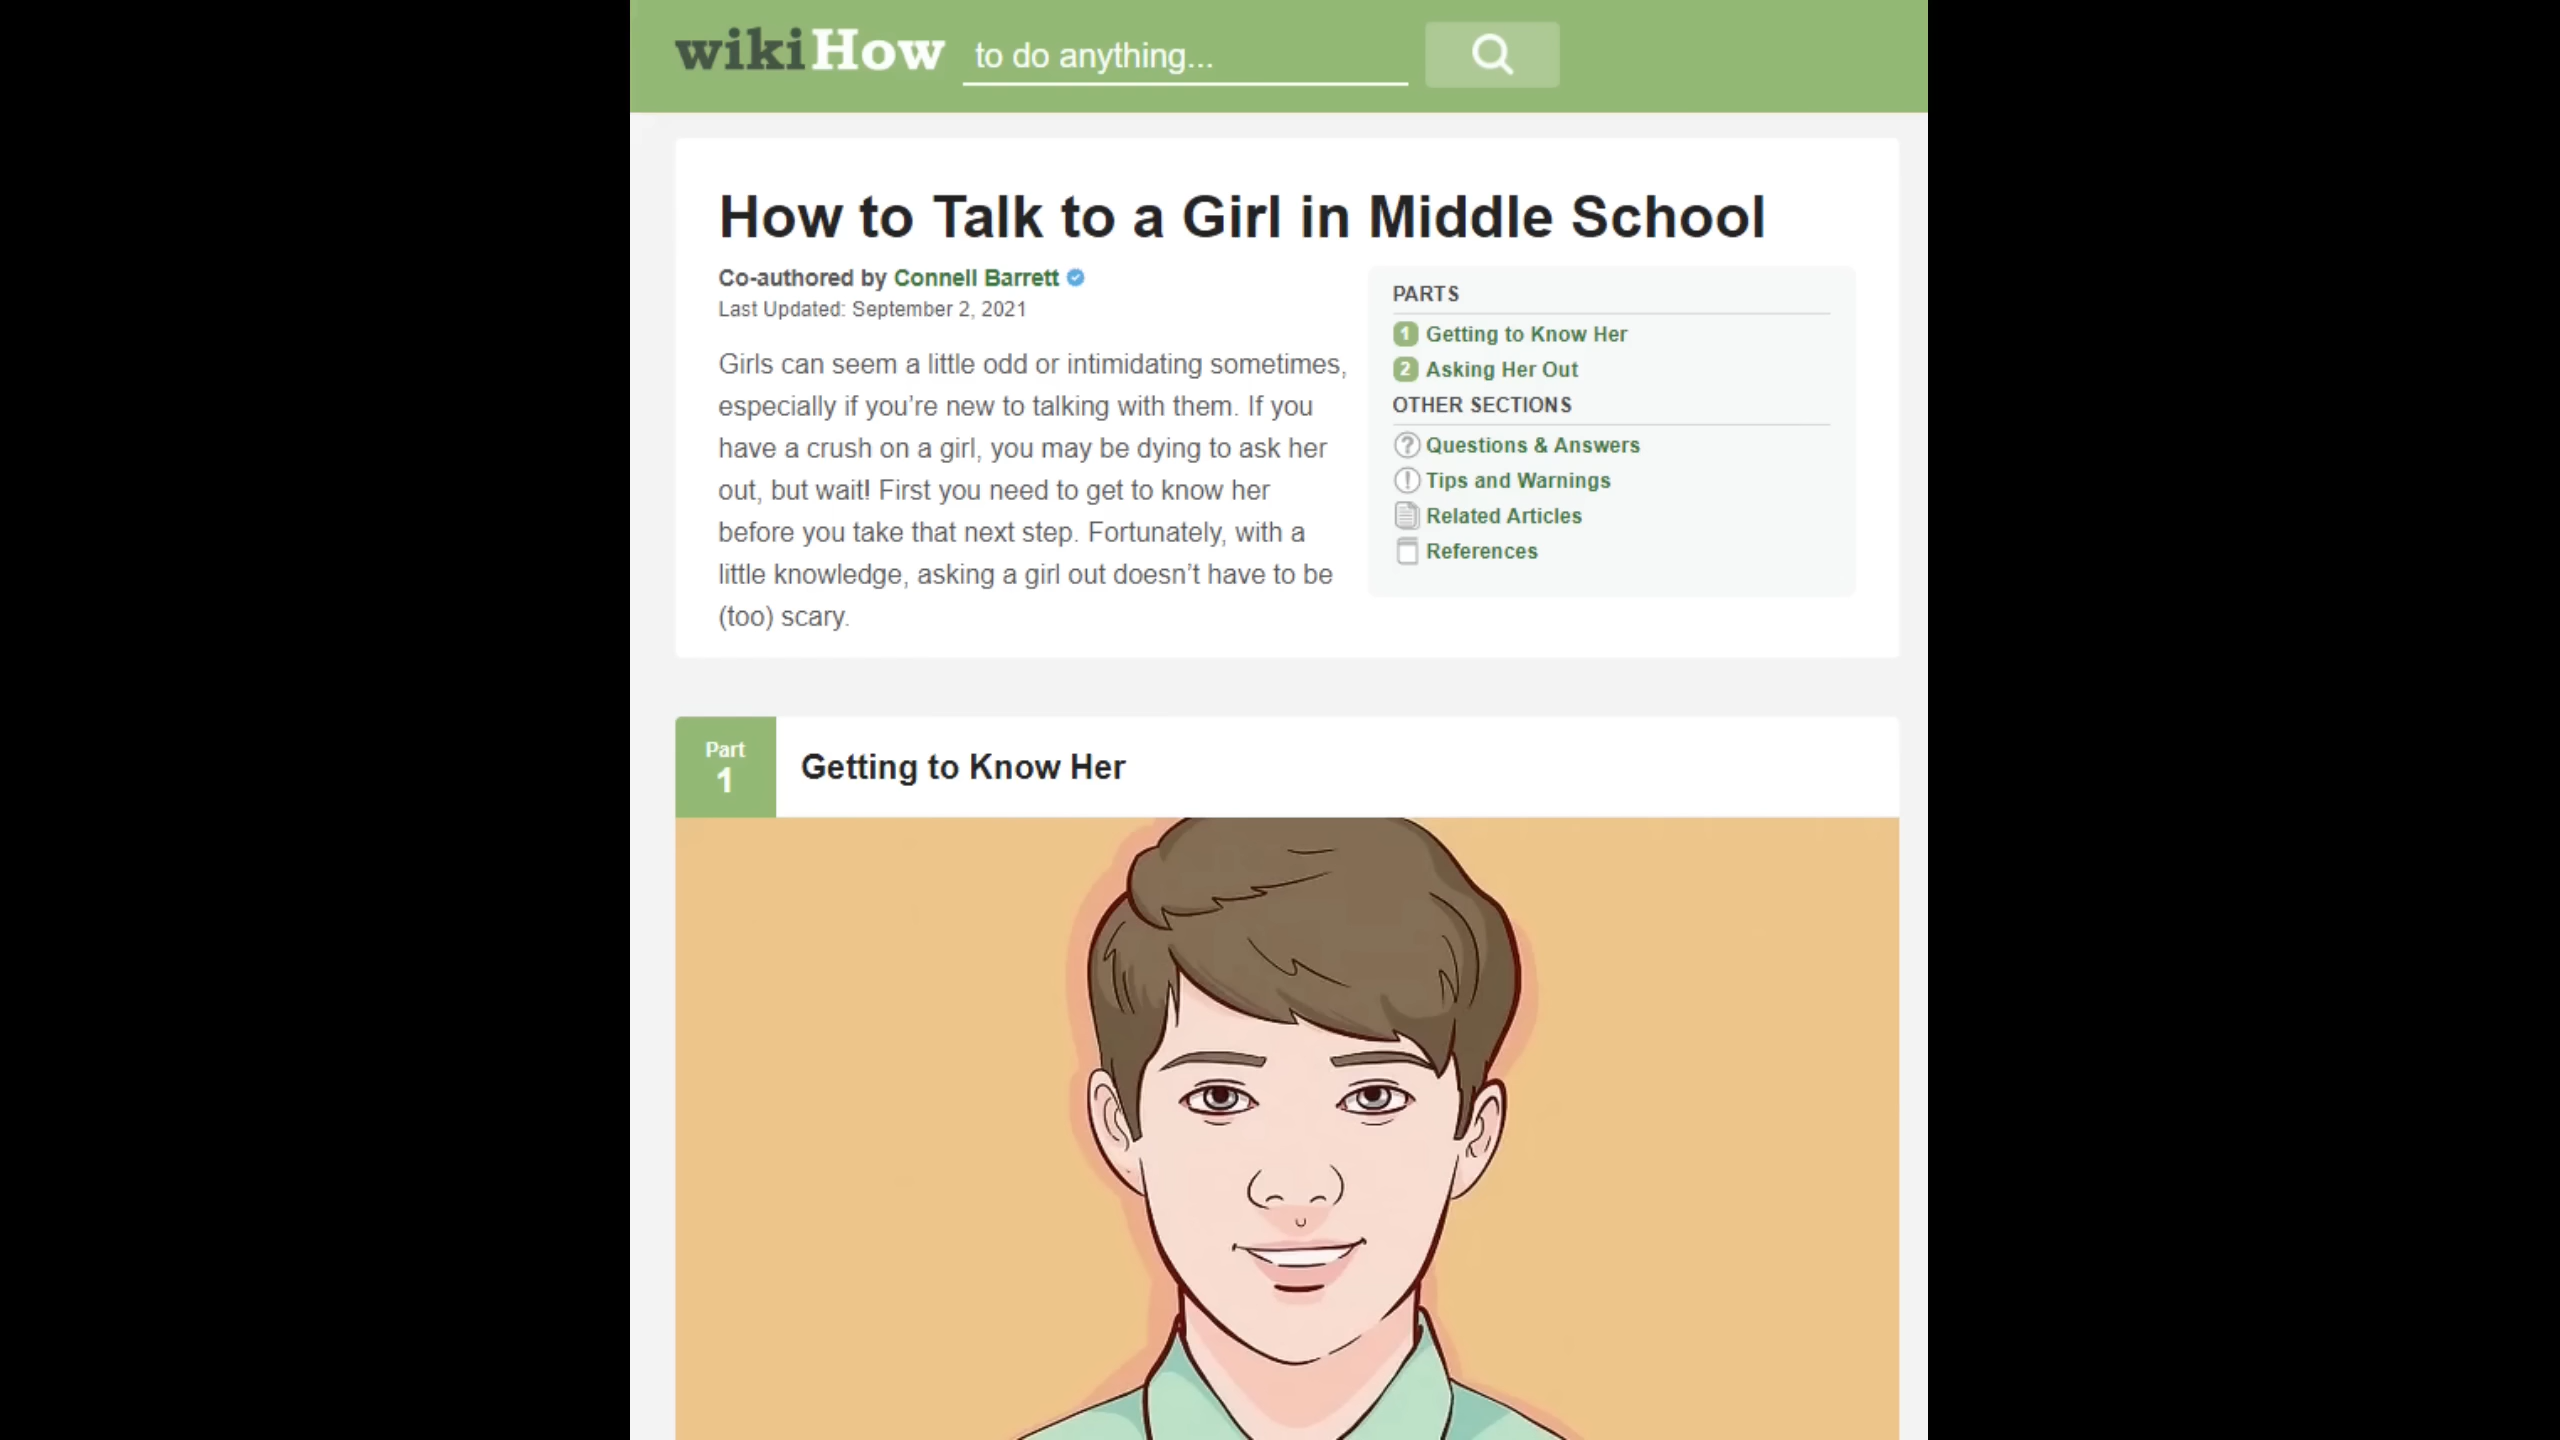 wikiHow to do anything...
How to Talk to a Girl in Middle School
Co-authored by Connell Barrett
Last Updated: September 2, 2021
Girls can seem a little odd or intimidating sometimes,
especially if you’re new to talking with them. If you
have a crush on a girl, you may be dying to ask her
out, but wait! First you need to get to know her
before you take that next step. Fortunately, with a
little knowledge, asking a girl out doesn’t have to be
(too) scary.
PARTS
1 Getting to Know Her
2 Asking Her Out
OTHER SECTIONS
Questions & Answers
Tips and Warnings
Related Articles
References
Part
1
Getting to Know Her